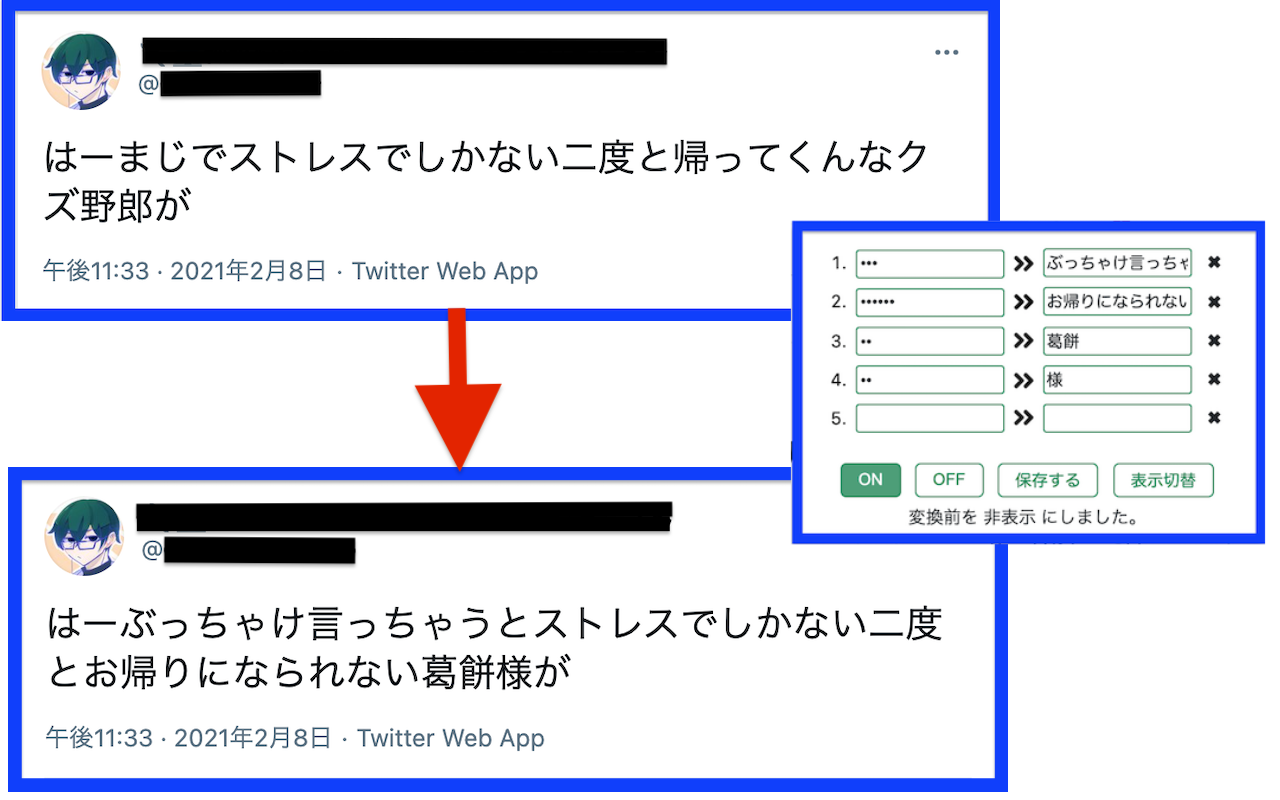 @
はーまじでストレスでしかない二度と帰ってくんなク
ズ野郎が
午後11:33 · 2021年2月8日 · Twitter Web App
1. ••• » ぶっちゃけ言っちゃ ✖
2. •••••• » お帰りになられない ✖
3. •• » 葛餅 ✖
4. •• » 様 ✖
5. » ✖
ON OFF 保存する 表示切替
変換前を 非表示 にしました。
@
はーぶっちゃけ言っちゃうとストレスでしかない二度
とお帰りになられない葛餅様が
午後11:33 · 2021年2月8日 · Twitter Web App